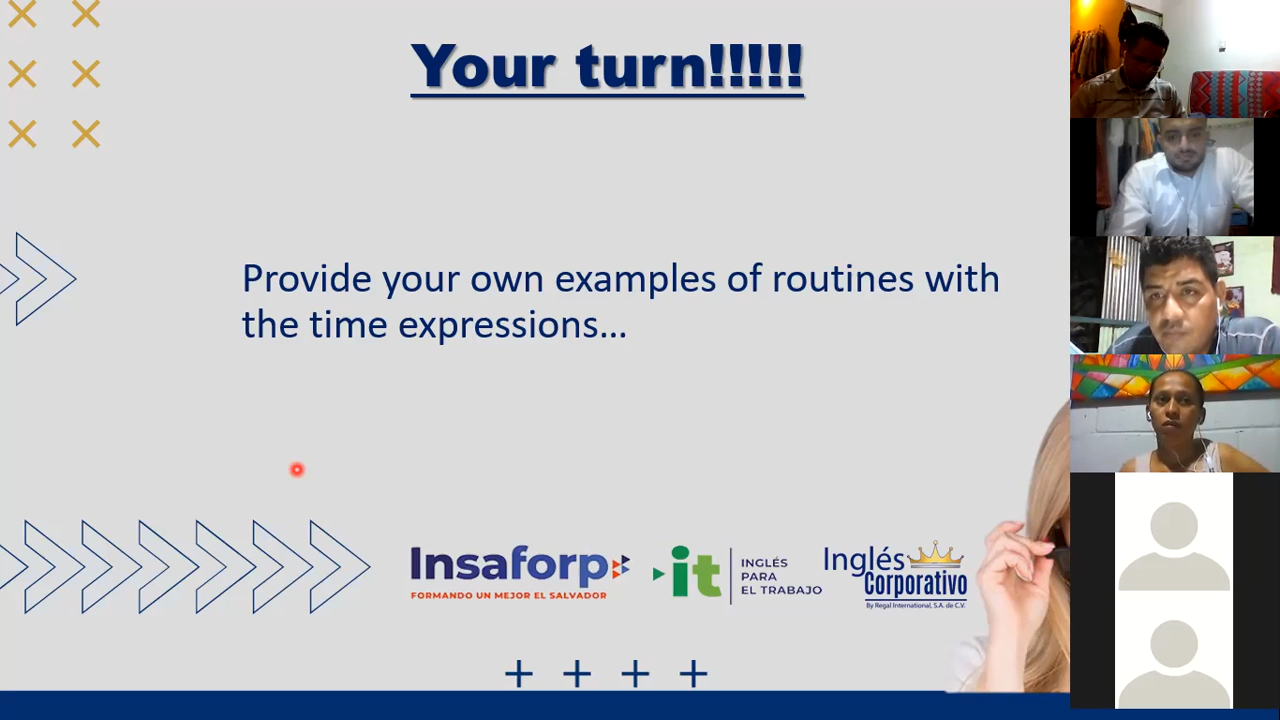 Your turn!!!!!
Provide your own examples of routines with
the time expressions...
Insaforp
FORMANDO UN MEJOR EL SALVADOR
it
INGLÉS
PARA
EL TRABAJO
Inglés
Corporativo
By Regal International, S.A. de C.V.